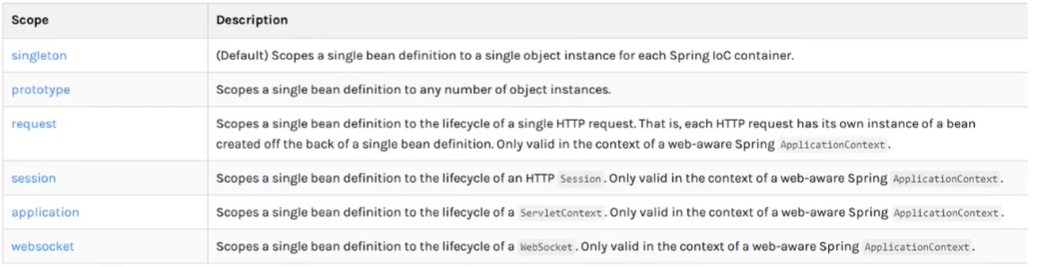 Scope Description
singleton (Default) Scopes a single bean definition to a single object instance for each Spring IoC container.
prototype Scopes a single bean definition to any number of object instances.
request Scopes a single bean definition to the lifecycle of a single HTTP request. That is, each HTTP request has its own instance of a bean
created off the back of a single bean definition. Only valid in the context of a web-aware Spring ApplicationContext.
session Scopes a single bean definition to the lifecycle of an HTTP Session. Only valid in the context of a web-aware Spring ApplicationContext.
application Scopes a single bean definition to the lifecycle of a ServletContext. Only valid in the context of a web-aware Spring ApplicationContext.
websocket Scopes a single bean definition to the lifecycle of a WebSocket. Only valid in the context of a web-aware Spring ApplicationContext.